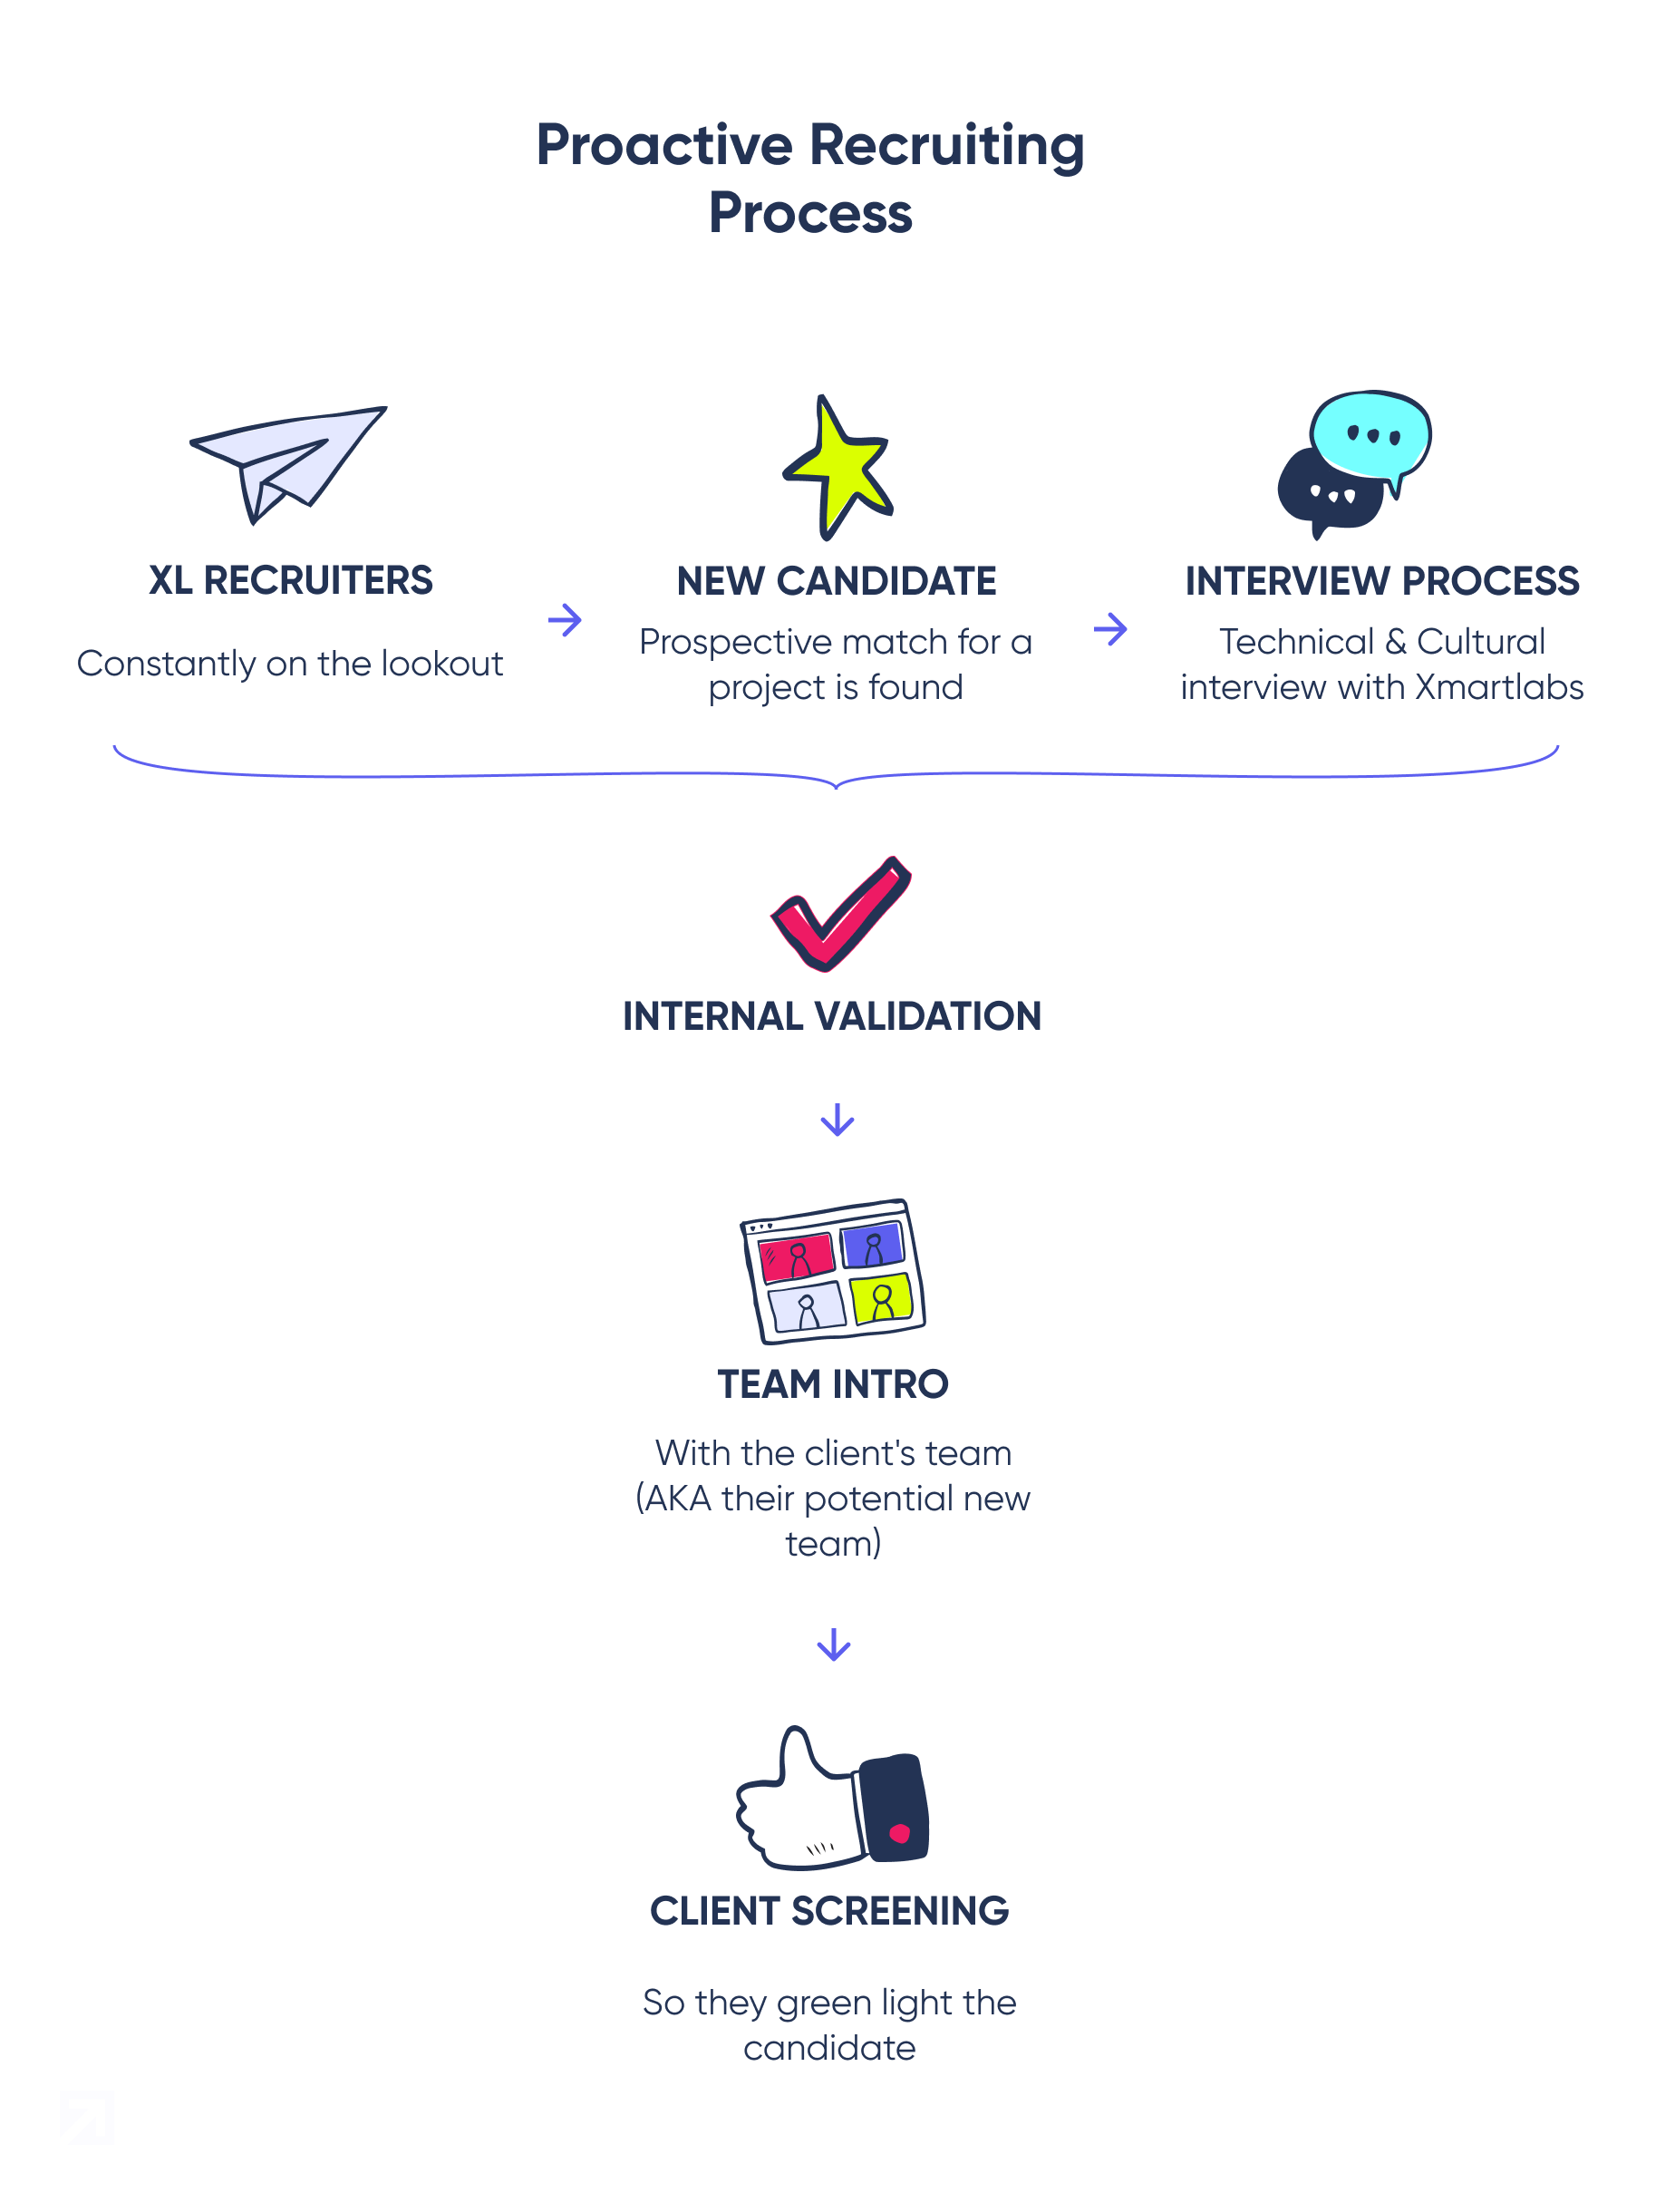 Proactive Recruiting
Process
XL RECRUITERS
Constantly on the lookout
NEW CANDIDATE
Prospective match for a
project is found
INTERVIEW PROCESS
Technical & Cultural
interview with Xmartlabs
INTERNAL VALIDATION
TEAM INTRO
With the client's team
(AKA their potential new
team)
CLIENT SCREENING
So they green light the
candidate